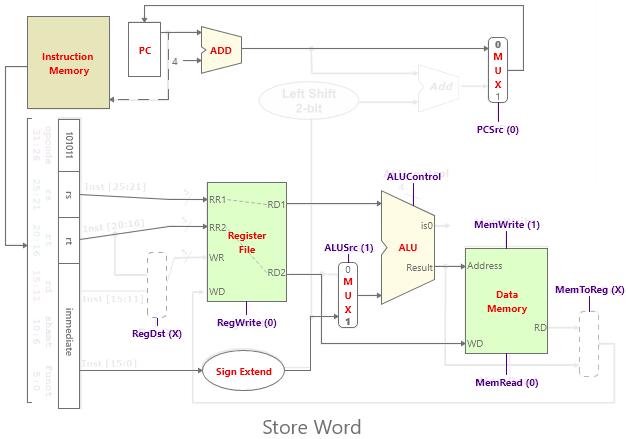 Instruction
Memory
PC
ADD
4
Left Shift
2-bit
Add
0
M
U
X
1
PCSrc (0)
opcode
31:26
101011
rs
25:21
rs
Inst [25:21]
5
rt
20:16
rt
Inst [20:16]
5
rd
15:11
Inst [15:11]
shamt
10:6
immediate
funct
5:0
Inst [15:0]
RR1
RD1
RR2
Register
File
WR
RD2
WD
RegWrite (0)
RegDst (X)
Sign Extend
ALUSrc (1)
0
M
U
X
1
ALUControl
4
is0
ALU
Result
MemWrite (1)
Address
Data
Memory
RD
WD
MemRead (0)
MemToReg (X)
Store Word